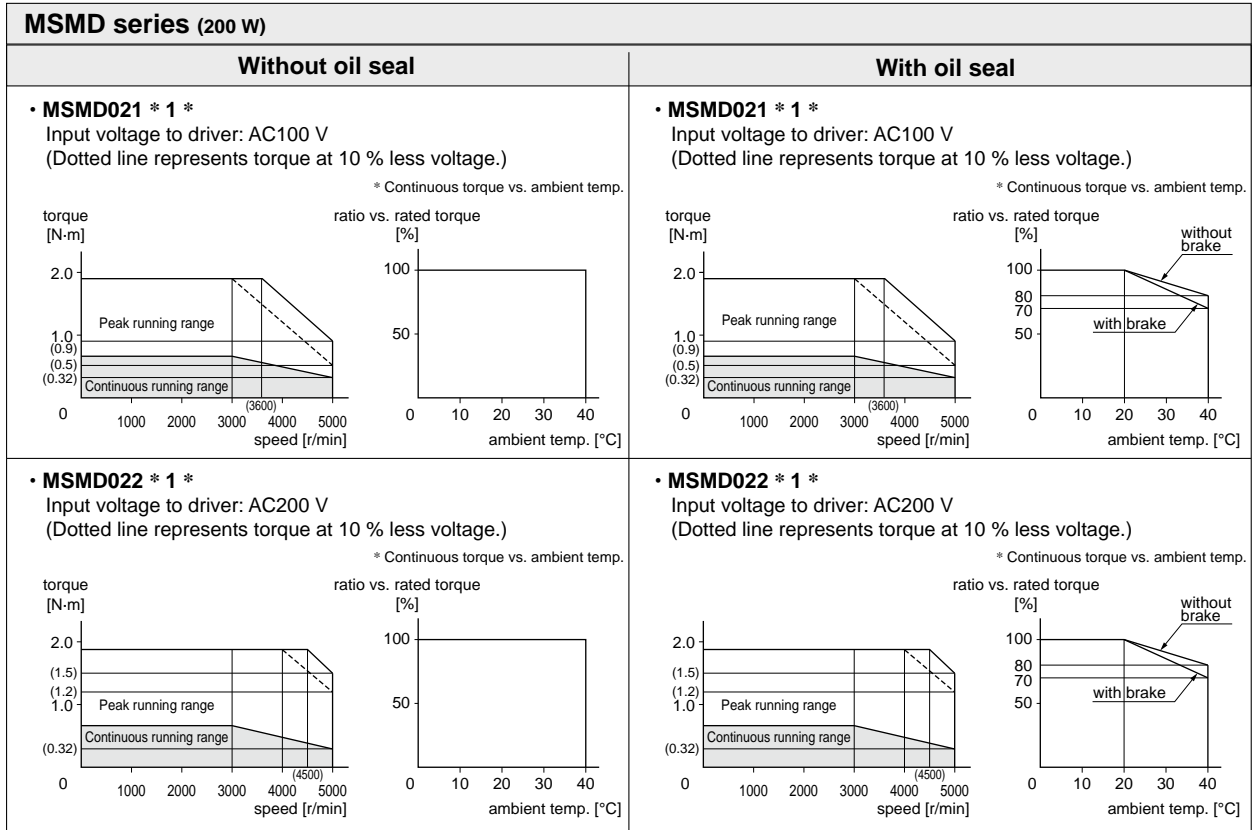 MSMD series (200 W)
Without oil seal
With oil seal
・MSMD021 * 1 *
Input voltage to driver: AC100 V
(Dotted line represents torque at 10 % less voltage.)
* Continuous torque vs. ambient temp.
torque
[N·m]
2.0
1.0
(0.9)
(0.5)
(0.32)
0
Peak running range
Continuous running range
(3600)
1000 2000 3000 4000 5000
speed [r/min]
ratio vs. rated torque
[%]
100
50
0 10 20 30 40
ambient temp. [°C]
・MSMD021 * 1 *
Input voltage to driver: AC100 V
(Dotted line represents torque at 10 % less voltage.)
* Continuous torque vs. ambient temp.
torque
[N·m]
2.0
1.0
(0.9)
(0.5)
(0.32)
0
Peak running range
Continuous running range
(3600)
1000 2000 3000 4000 5000
speed [r/min]
ratio vs. rated torque
[%]
without
brake
100
80
70
50
with brake
0 10 20 30 40
ambient temp. [°C]
・MSMD022 * 1 *
Input voltage to driver: AC200 V
(Dotted line represents torque at 10 % less voltage.)
* Continuous torque vs. ambient temp.
torque
[N·m]
2.0
(1.5)
(1.2)
1.0
(0.32)
0
Peak running range
Continuous running range
(4500)
1000 2000 3000 4000 5000
speed [r/min]
ratio vs. rated torque
[%]
100
50
0 10 20 30 40
ambient temp. [°C]
・MSMD022 * 1 *
Input voltage to driver: AC200 V
(Dotted line represents torque at 10 % less voltage.)
* Continuous torque vs. ambient temp.
torque
[N·m]
2.0
(1.5)
(1.2)
1.0
(0.32)
0
Peak running range
Continuous running range
(4500)
1000 2000 3000 4000 5000
speed [r/min]
ratio vs. rated torque
[%]
without
brake
100
80
70
50
with brake
0 10 20 30 40
ambient temp. [°C]